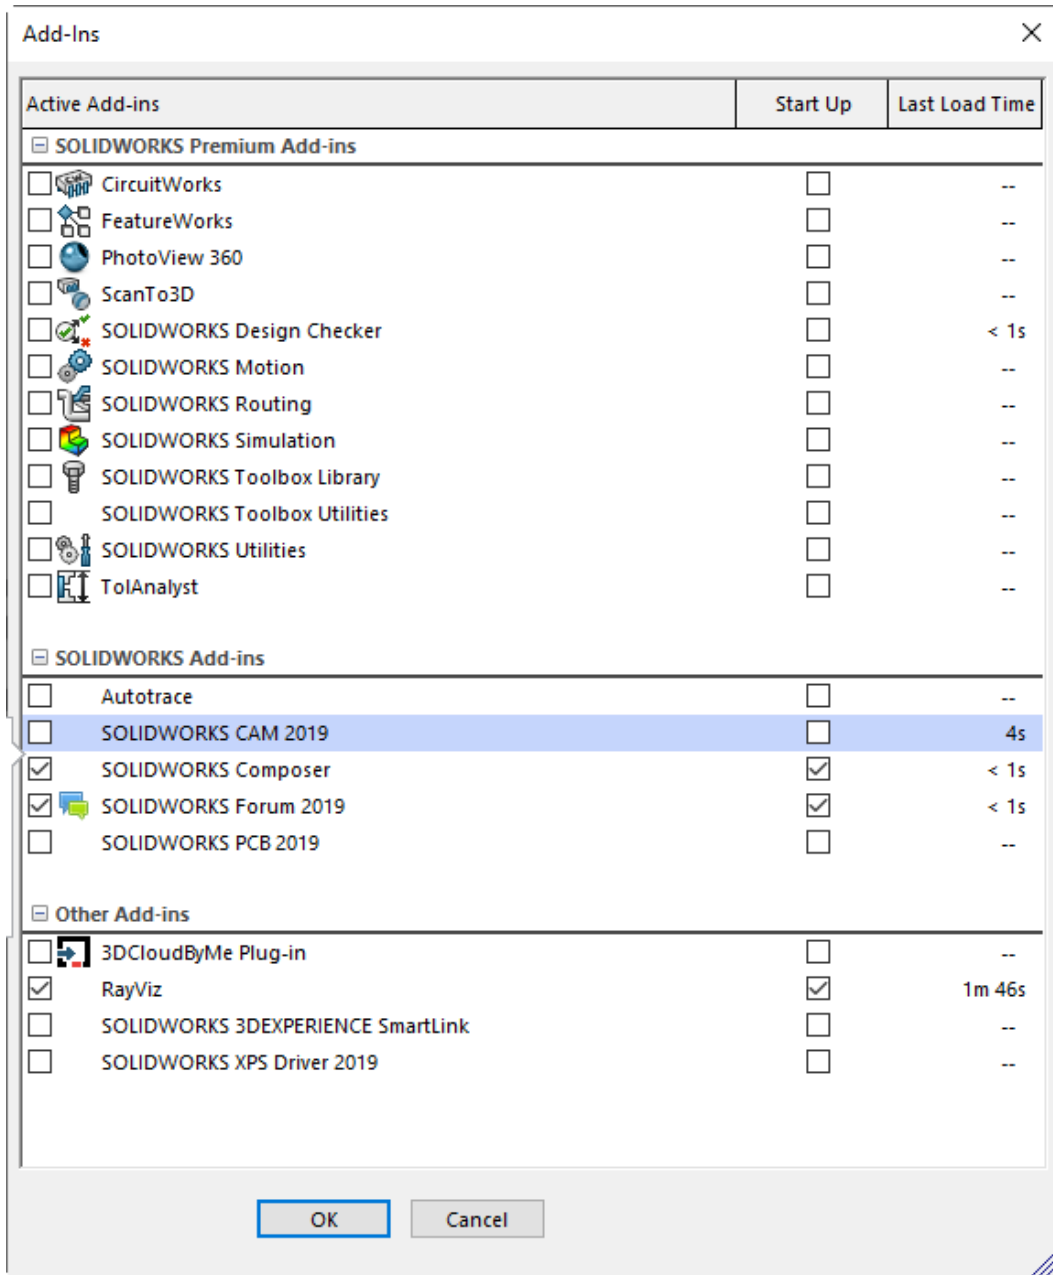 Add-Ins
Active Add-ins Start Up Last Load Time
SOLIDWORKS Premium Add-ins
CircuitWorks --
FeatureWorks --
PhotoView 360 --
ScanTo3D --
SOLIDWORKS Design Checker < 1s
SOLIDWORKS Motion --
SOLIDWORKS Routing --
SOLIDWORKS Simulation --
SOLIDWORKS Toolbox Library --
SOLIDWORKS Toolbox Utilities --
SOLIDWORKS Utilities --
TolAnalyst --
SOLIDWORKS Add-ins
Autotrace --
SOLIDWORKS CAM 2019 4s
SOLIDWORKS Composer < 1s
SOLIDWORKS Forum 2019 < 1s
SOLIDWORKS PCB 2019 --
Other Add-ins
3DCloudByMe Plug-in --
RayViz 1m 46s
SOLIDWORKS 3DEXPERIENCE SmartLink --
SOLIDWORKS XPS Driver 2019 --
OK Cancel